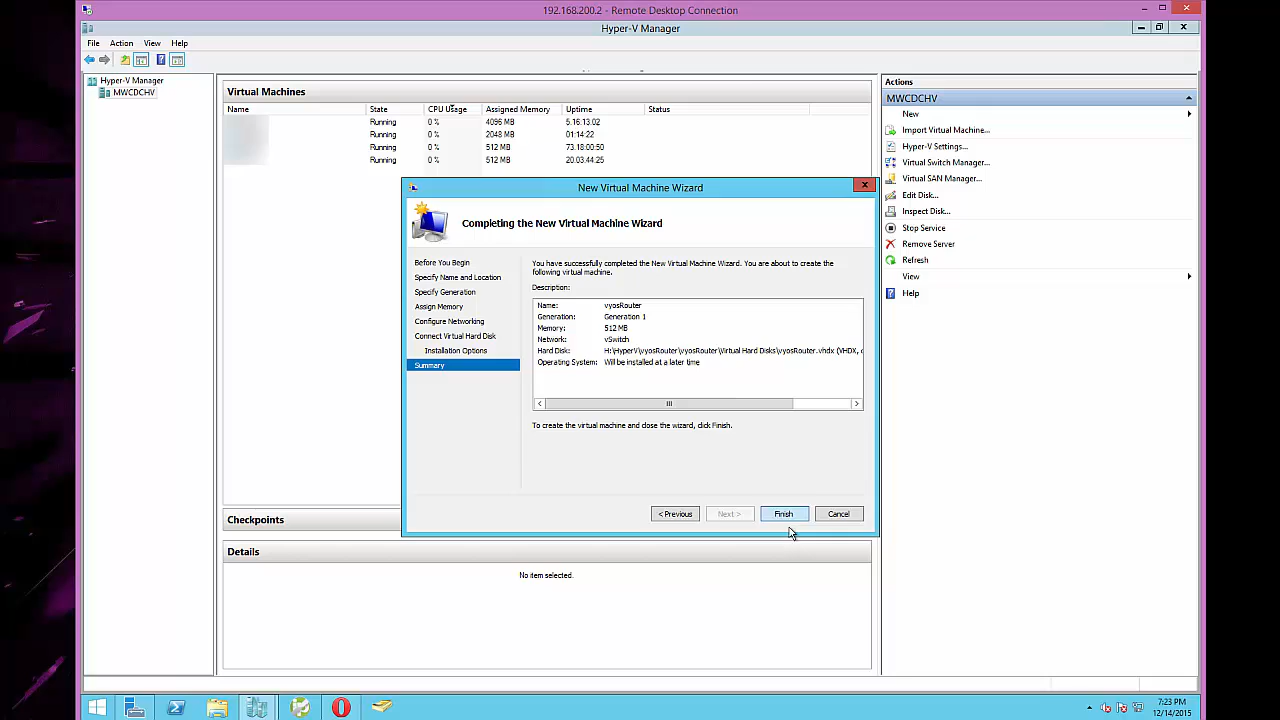 192.168.200.2 - Remote Desktop Connection
Hyper-V Manager
File Action View Help
Hyper-V Manager
MWCDCHV
Virtual Machines
Name State CPU Usage Assigned Memory Uptime Status
Running 0 % 4096 MB 5.16:13:02
Running 0 % 2048 MB 01:14:22
Running 0 % 512 MB 73.18:00:50
Running 0 % 512 MB 20.03:44:25
New Virtual Machine Wizard
Completing the New Virtual Machine Wizard
Before You Begin
Specify Name and Location
Specify Generation
Assign Memory
Configure Networking
Connect Virtual Hard Disk
Installation Options
Summary
You have successfully completed the New Virtual Machine Wizard. You are about to create the
following virtual machine.
Description:
Name: vyosRouter
Generation: Generation 1
Memory: 512 MB
Network: vSwitch
Hard Disk: H:\HyperV\vyosRouter\vyosRouter\Virtual Hard Disks\vyosRouter.vhdx (VHDX, d
Operating System: Will be installed at a later time
To create the virtual machine and close the wizard, click Finish.
< Previous Next > Finish Cancel
Checkpoints
Details
No item selected.
Actions
MWCDCHV
New
Import Virtual Machine...
Hyper-V Settings...
Virtual Switch Manager...
Virtual SAN Manager...
Edit Disk...
Inspect Disk...
Stop Service
Remove Server
Refresh
View
Help
7:23 PM
12/14/2015